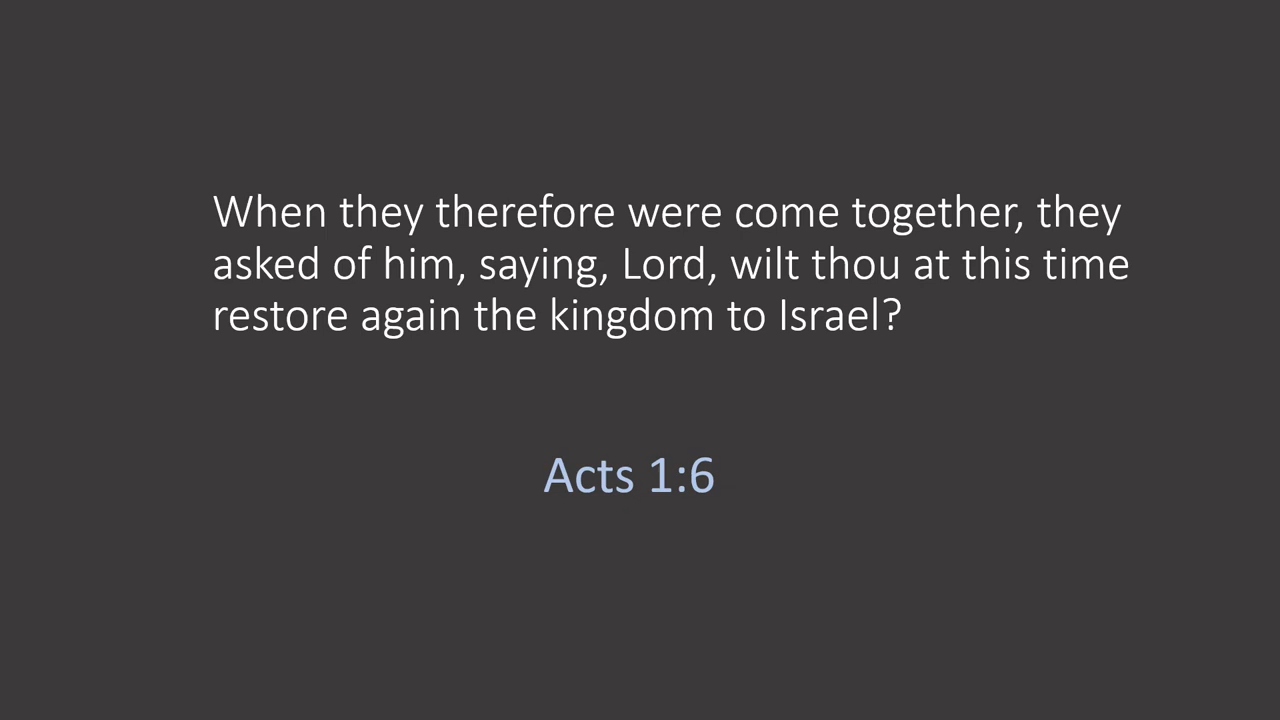 When they therefore were come together, they
asked of him, saying, Lord, wilt thou at this time
restore again the kingdom to Israel?
Acts 1:6